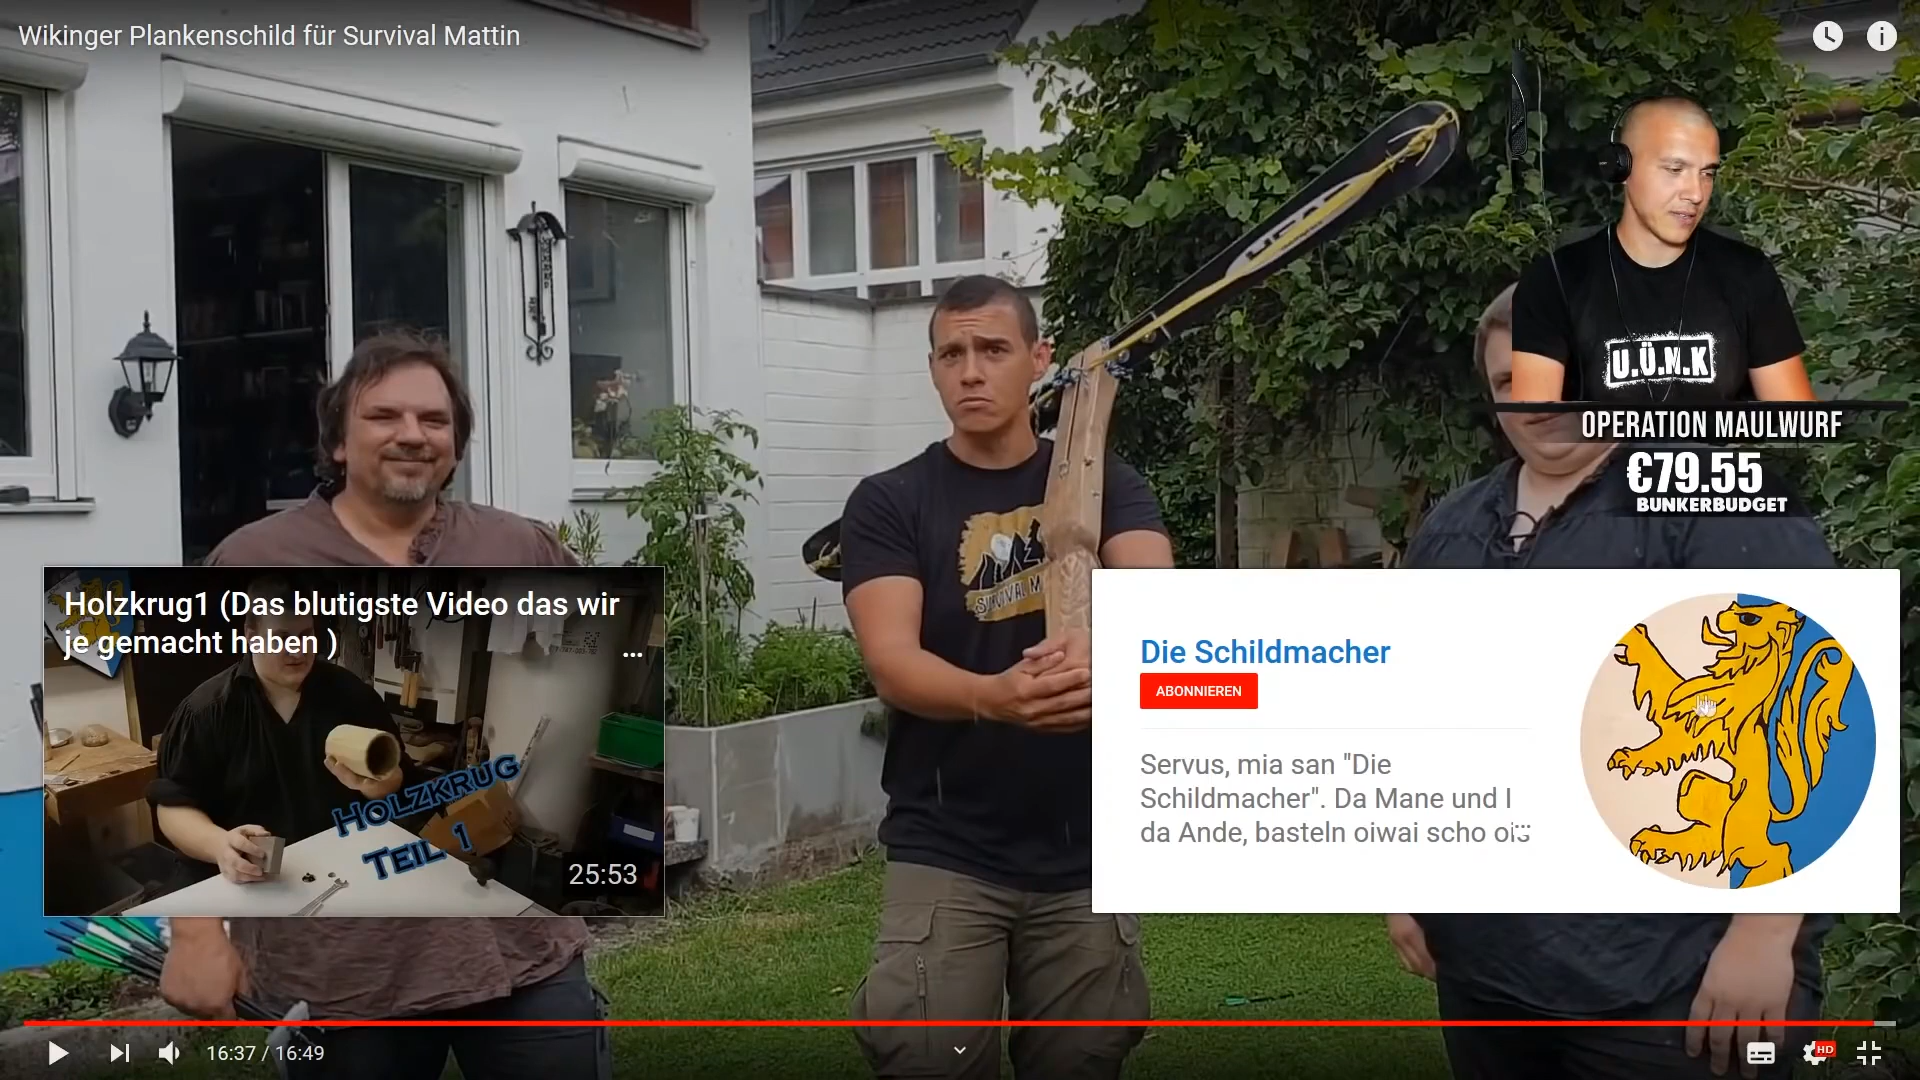 Wikinger Plankenschild für Survival Mattin
U.Ü.M.K
OPERATION MAULWURF
€79.55
BUNKERBUDGET
Holzkrug1 (Das blutigste Video das wir
je gemacht haben )
...
HOLZKRUG
TEIL 1
25:53
SURVIVAL
Die Schildmacher
ABONNIEREN
Servus, mia san "Die
Schildmacher". Da Mane und I
da Ande, basteln oiwai scho
16:37 / 16:49
HD